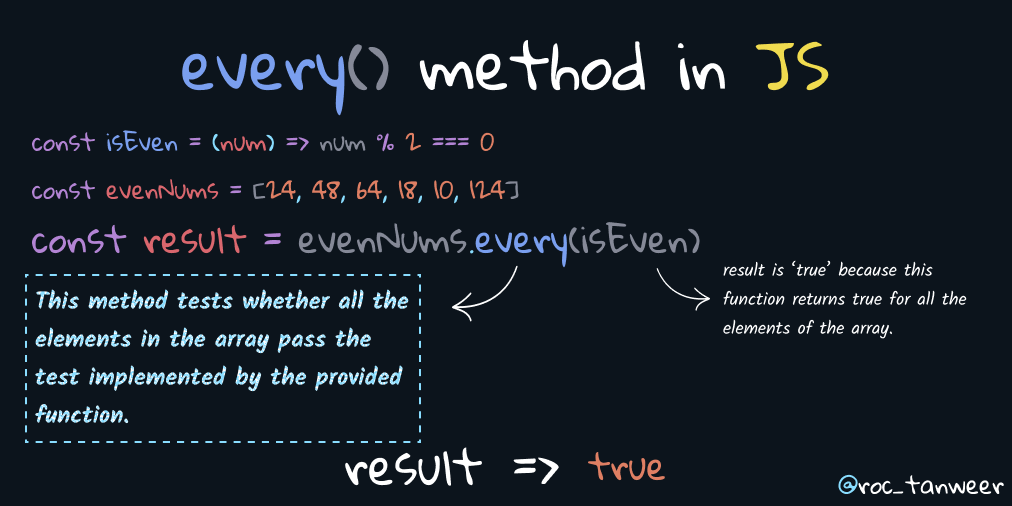 every() method in JS
const isEven = (num) => num % 2 === 0
const evenNums = [24, 48, 64, 18, 10, 124]
const result = evenNums.every(isEven)
This method tests whether all the
elements in the array pass the
test implemented by the provided
function.
result is ‘true’ because this
function returns true for all the
elements of the array.
result => true
@roc_tanweer